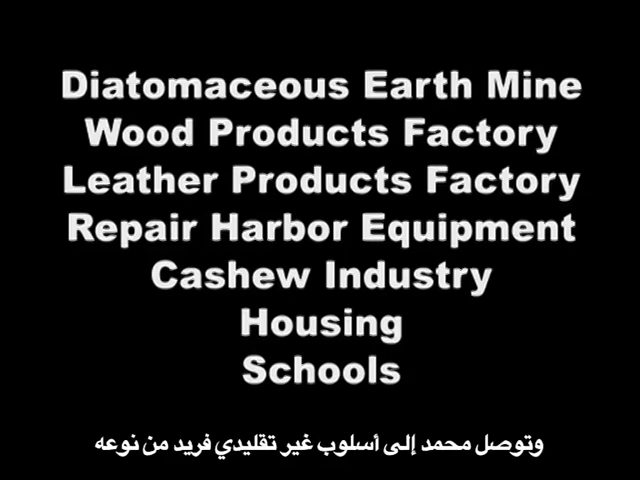 Diatomaceous Earth Mine
Wood Products Factory
Leather Products Factory
Repair Harbor Equipment
Cashew Industry
Housing
Schools
وتوصل محمد إلى أسلوب غير تقليدي فريد من نوعه